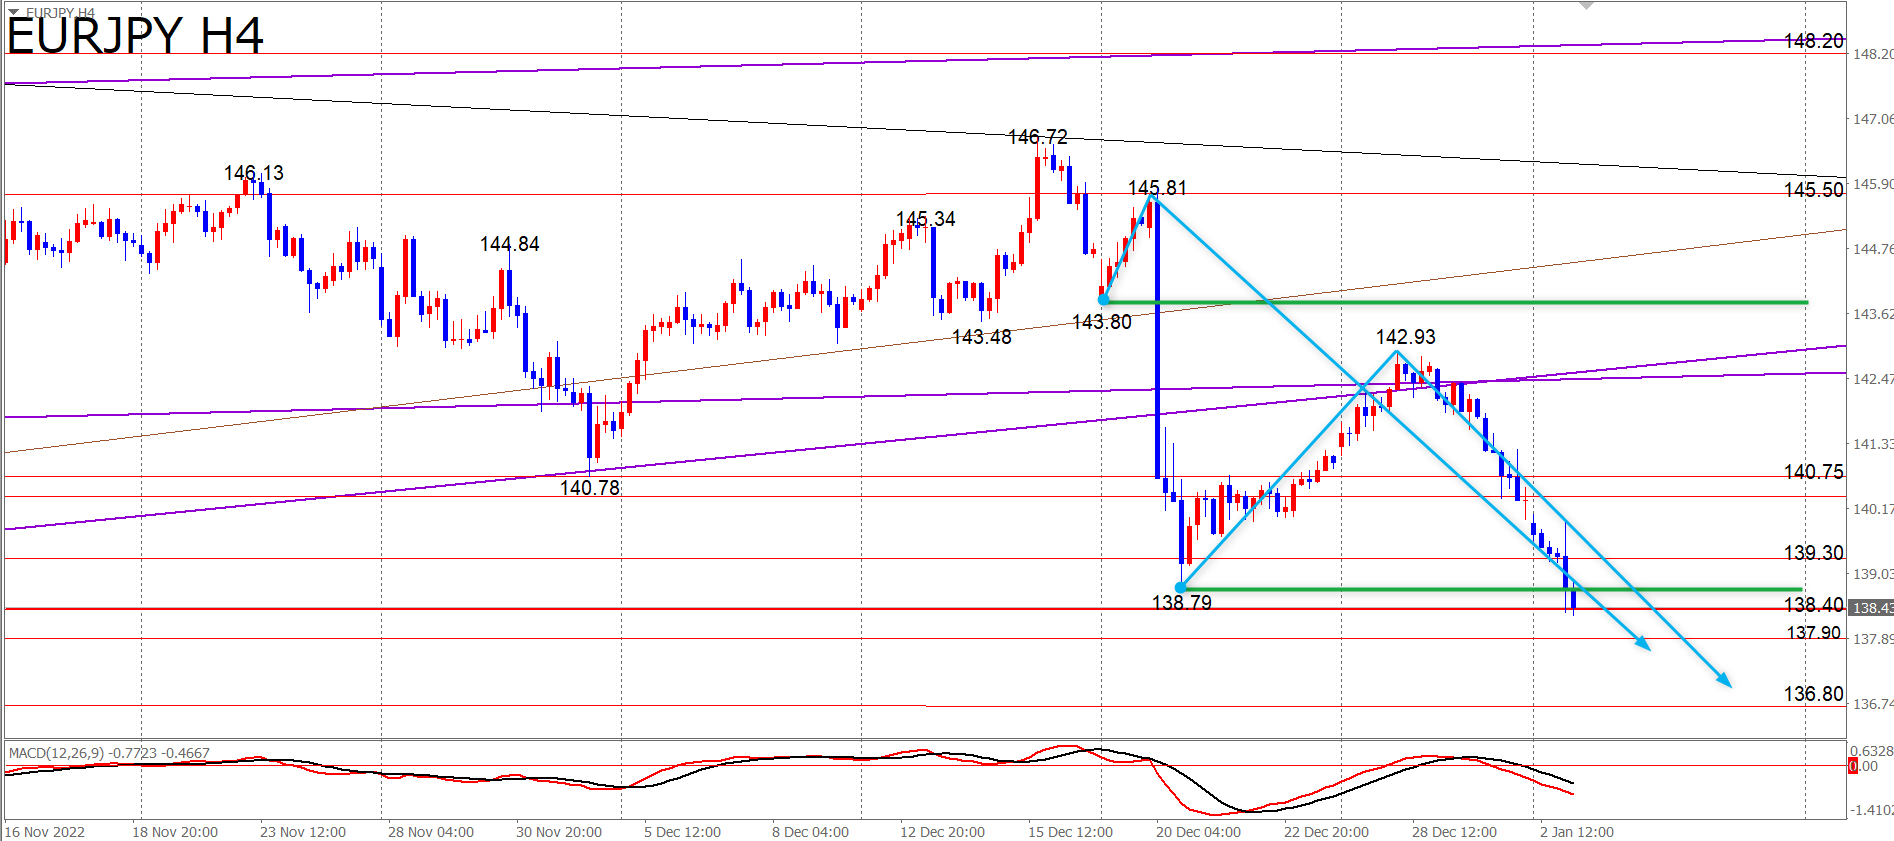 EURJPY,H4
EURJPY H4
148.20
148.20
147.06
146.72
146.13
145.81
145.50
145.90
145.34
144.84
144.76
143.80
143.62
143.48
142.93
142.47
141.33
140.75
140.78
140.17
139.30
139.03
138.79
138.40
138.43
137.90
137.89
136.80
136.74
MACD(12,26,9) -0.7723 -0.4667
0.6328
0.00
-1.4102
16 Nov 2022
18 Nov 20:00
23 Nov 12:00
28 Nov 04:00
30 Nov 20:00
5 Dec 12:00
8 Dec 04:00
12 Dec 20:00
15 Dec 12:00
20 Dec 04:00
22 Dec 20:00
28 Dec 12:00
2 Jan 12:00